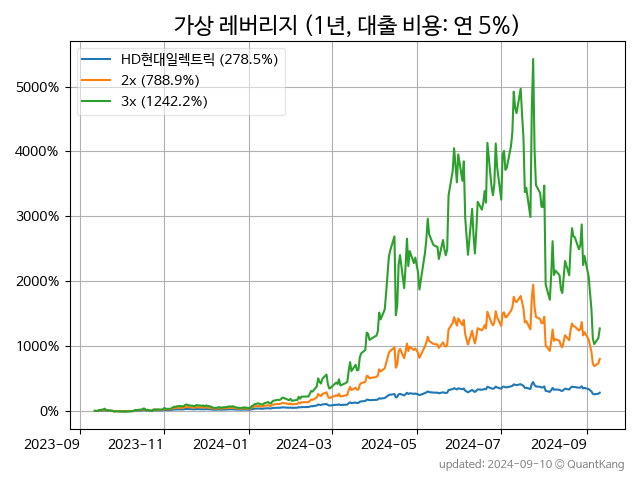 가상 레버리지 (1년, 대출 비용: 연 5%)
HD현대일렉트릭 (278.5%)
2x (788.9%)
3x (1242.2%)
5000%
4000%
3000%
2000%
1000%
0%
2023-09 2023-11 2024-01 2024-03 2024-05 2024-07 2024-09
updated: 2024-09-10 © QuantKang